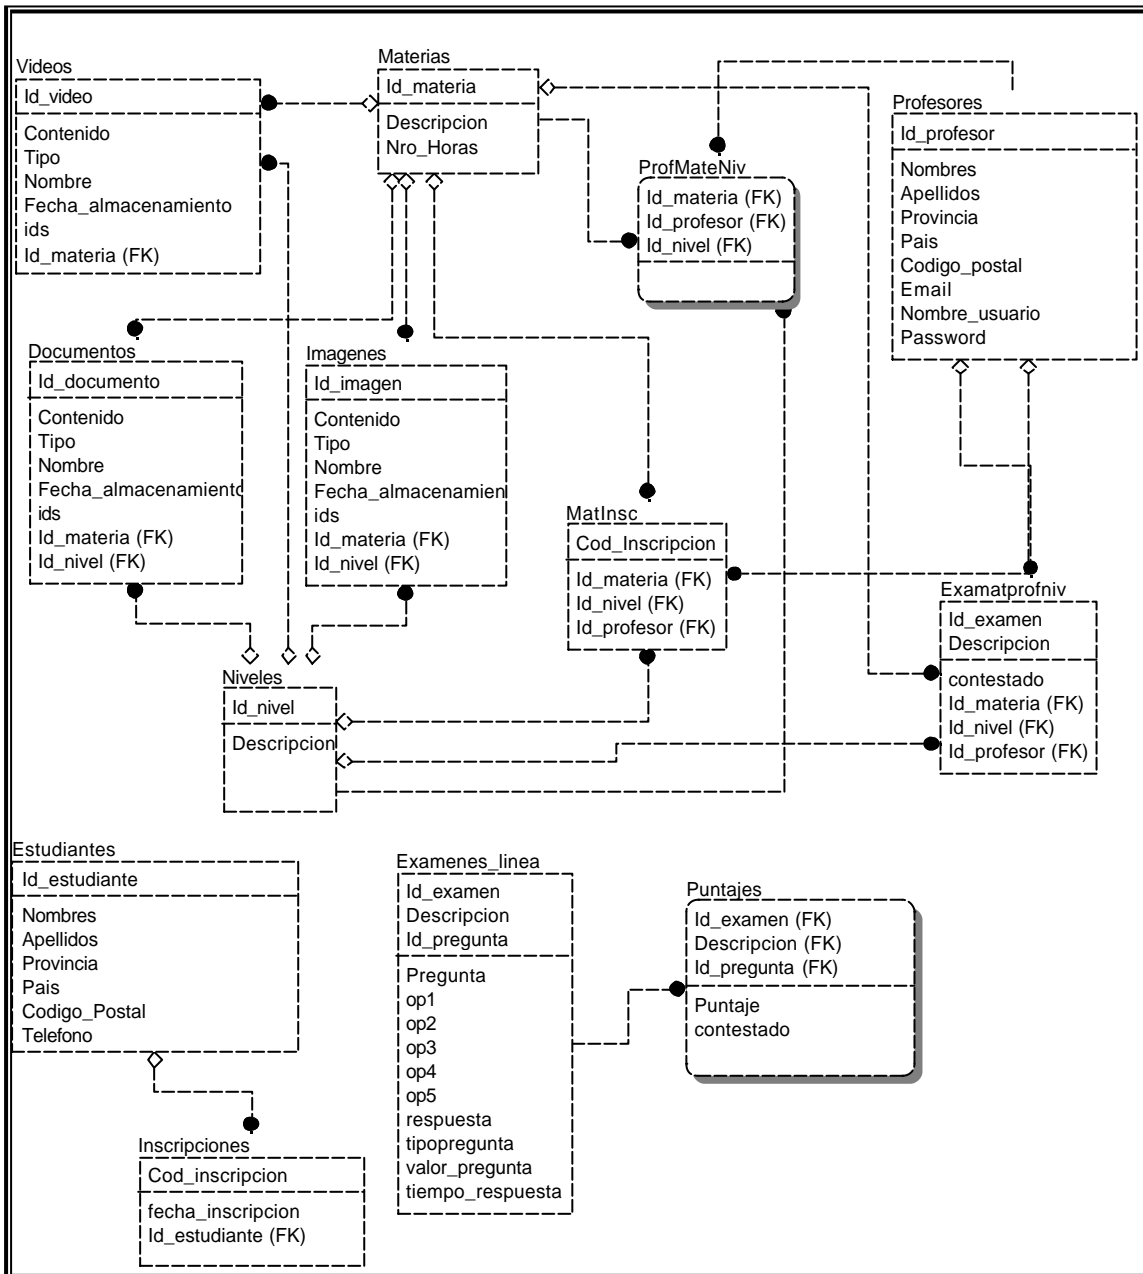 Videos
Id_video
Contenido
Tipo
Nombre
Fecha_almacenamiento
ids
Id_materia (FK)
Materias
Id_materia
Descripcion
Nro_Horas
ProfMateNiv
Id_materia (FK)
Id_profesor (FK)
Id_nivel (FK)
Profesores
Id_profesor
Nombres
Apellidos
Provincia
Pais
Codigo_postal
Email
Nombre_usuario
Password
Documentos
Id_documento
Contenido
Tipo
Nombre
Fecha_almacenamiento
ids
Id_materia (FK)
Id_nivel (FK)
Imagenes
Id_imagen
Contenido
Tipo
Nombre
Fecha_almacenamien
ids
Id_materia (FK)
Id_nivel (FK)
MatInsc
Cod_Inscripcion
Id_materia (FK)
Id_nivel (FK)
Id_profesor (FK)
Examatprofniv
Id_examen
Descripcion
contestado
Id_materia (FK)
Id_nivel (FK)
Id_profesor (FK)
Niveles
Id_nivel
Descripcion
Estudiantes
Id_estudiante
Nombres
Apellidos
Provincia
Pais
Codigo_Postal
Telefono
Examenes_linea
Id_examen
Descripcion
Id_pregunta
Pregunta
op1
op2
op3
op4
op5
respuesta
tipopregunta
valor_pregunta
tiempo_respuesta
Puntajes
Id_examen (FK)
Descripcion (FK)
Id_pregunta (FK)
Puntaje
contestado
Inscripciones
Cod_inscripcion
fecha_inscripcion
Id_estudiante (FK)